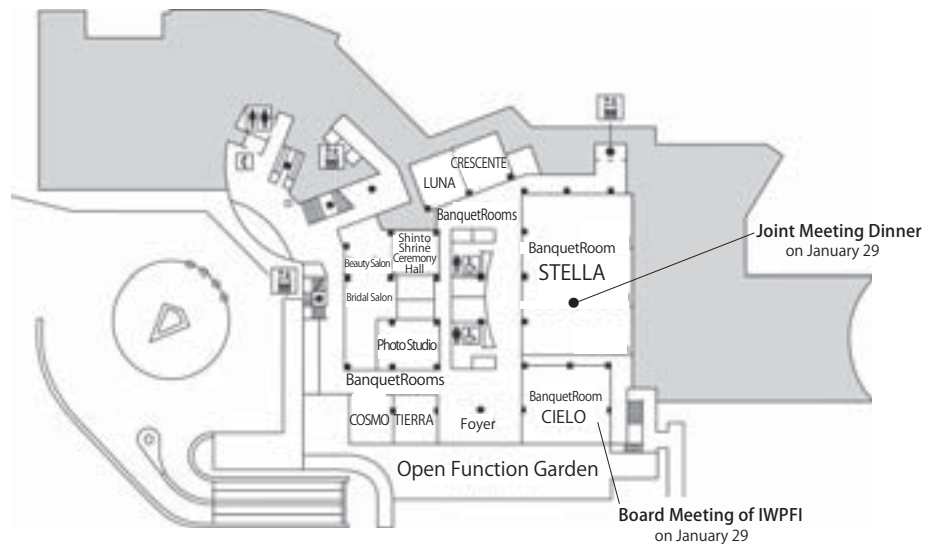 CRESCENTE
LUNA
BanquetRooms
Shinto
Shrine
Ceremony
Hall
Beauty Salon
Bridal Salon
Photo Studio
BanquetRoom
STELLA
Joint Meeting Dinner
on January 29
BanquetRooms
COSMO
TIERRA
Foyer
BanquetRoom
CIELO
Open Function Garden
Board Meeting of IWPFI
on January 29